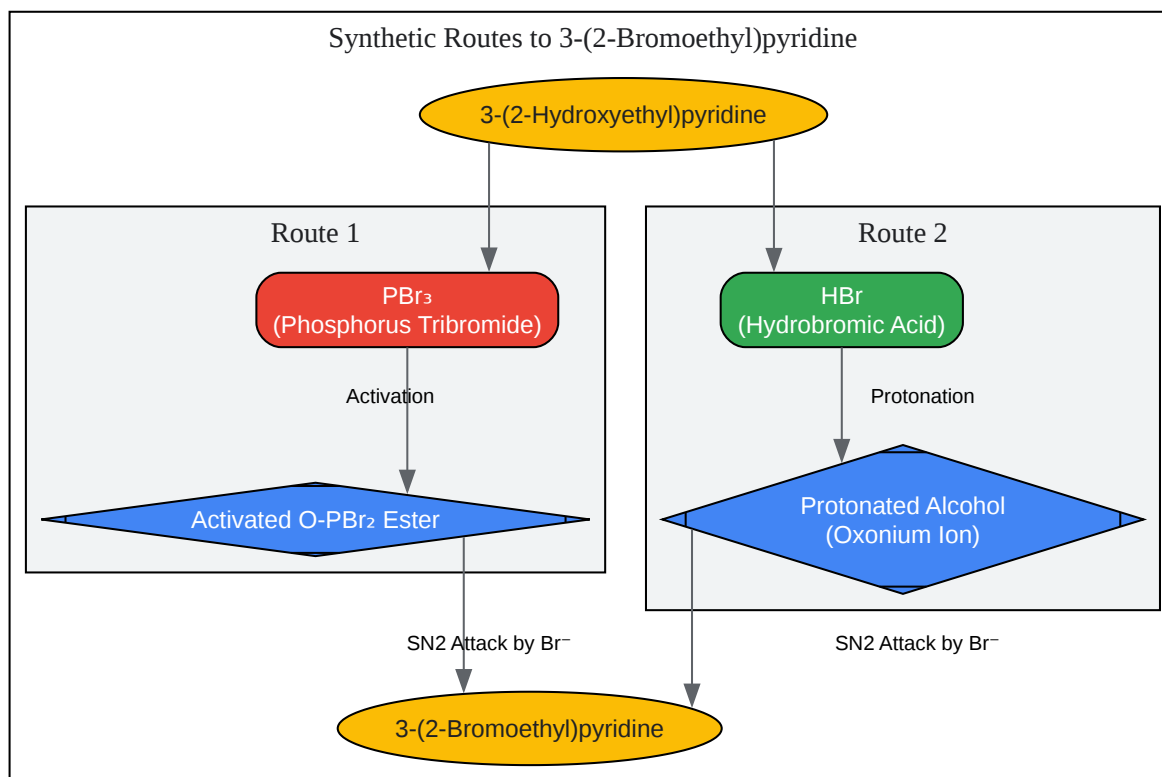 Synthetic Routes to 3-(2-Bromoethyl)pyridine
3-(2-Hydroxyethyl)pyridine
Route 1
PBr₃
(Phosphorus Tribromide)
Activation
Activated O-PBr₂ Ester
SN2 Attack by Br⁻
Route 2
HBr
(Hydrobromic Acid)
Protonation
Protonated Alcohol
(Oxonium Ion)
SN2 Attack by Br⁻
3-(2-Bromoethyl)pyridine